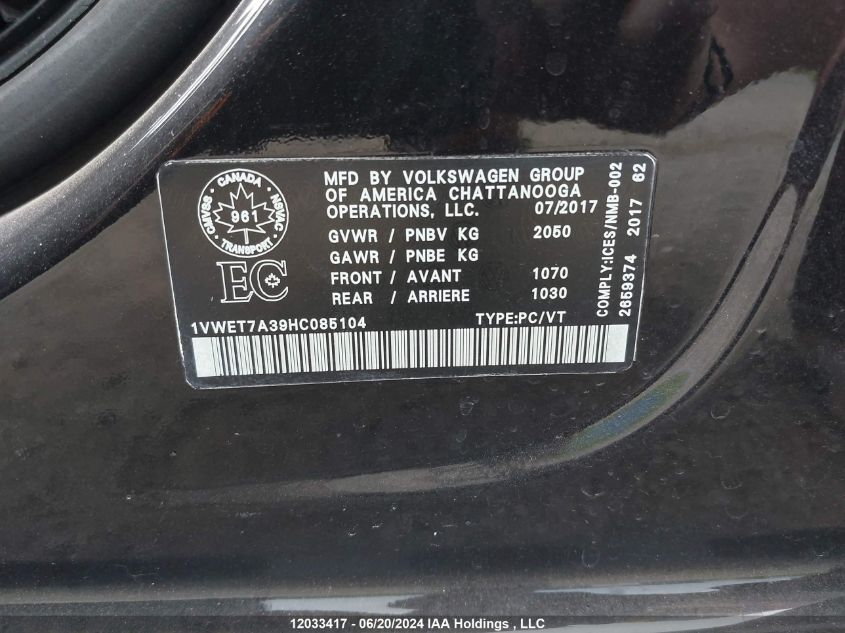 CANADA
CMVSS
NSVAC
961
TRANSPORT
EC
MFD BY VOLKSWAGEN GROUP
OF AMERICA CHATTANOOGA
OPERATIONS, LLC. 07/2017
GVWR / PNBV KG 2050
GAWR / PNBE KG
FRONT / AVANT 1070
REAR / ARRIERE 1030
1VWET7A39HC085104 TYPE:PC/VT
COMPLY:ICES/NMB-002
2659374 2017 62
12033417 - 06/20/2024 IAA Holdings , LLC